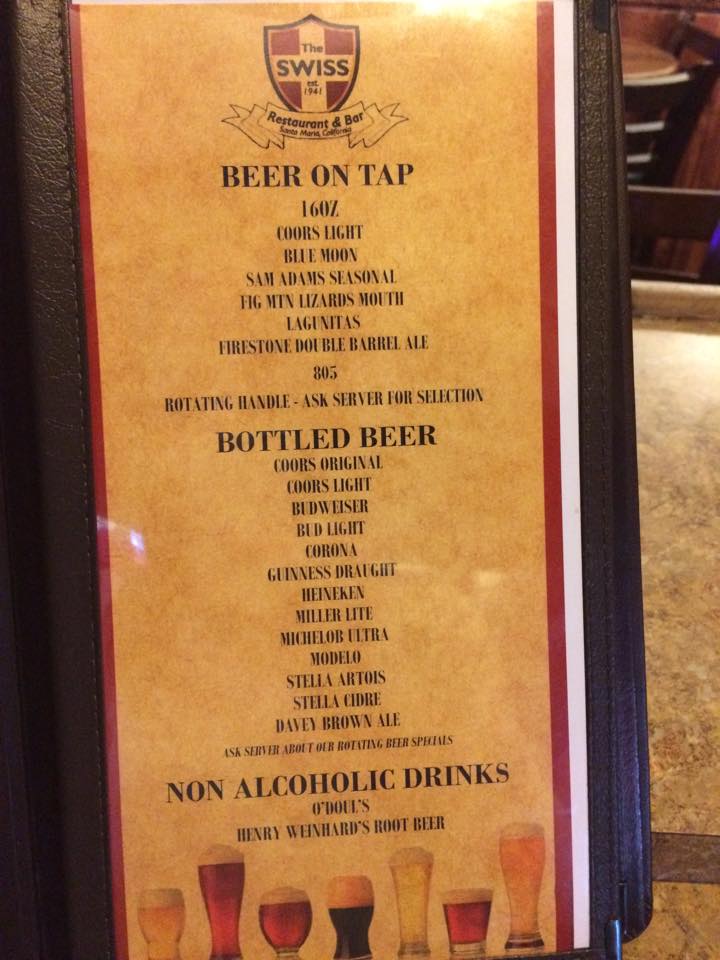 The
SWISS
est.
1941
Restaurant & Bar
Santa Maria, California
BEER ON TAP
16OZ
COORS LIGHT
BLUE MOON
SAM ADAMS SEASONAL
FIG MTN LIZARDS MOUTH
LAGUNITAS
FIRESTONE DOUBLE BARREL ALE
805
ROTATING HANDLE - ASK SERVER FOR SELECTION
BOTTLED BEER
COORS ORIGINAL
COORS LIGHT
BUDWEISER
BUD LIGHT
CORONA
GUINNESS DRAUGHT
HEINEKEN
MILLER LITE
MICHELOB ULTRA
MODELO
STELLA ARTOIS
STELLA CIDRE
DAVEY BROWN ALE
ASK SERVER ABOUT OUR ROTATING BEER SPECIALS
NON ALCOHOLIC DRINKS
O'DOUL'S
HENRY WEINHARD'S ROOT BEER